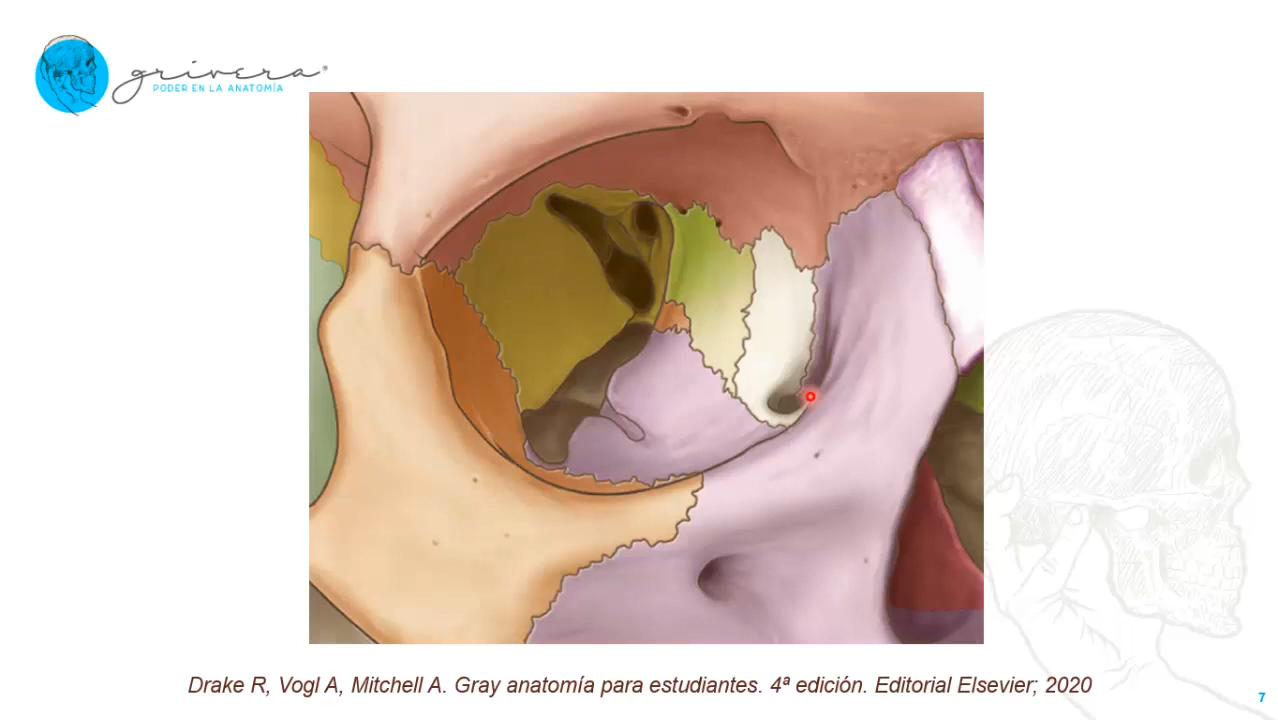 grivera®
PODER EN LA ANATOMÍA
Drake R, Vogl A, Mitchell A. Gray anatomía para estudiantes. 4ª edición. Editorial Elsevier; 2020
7